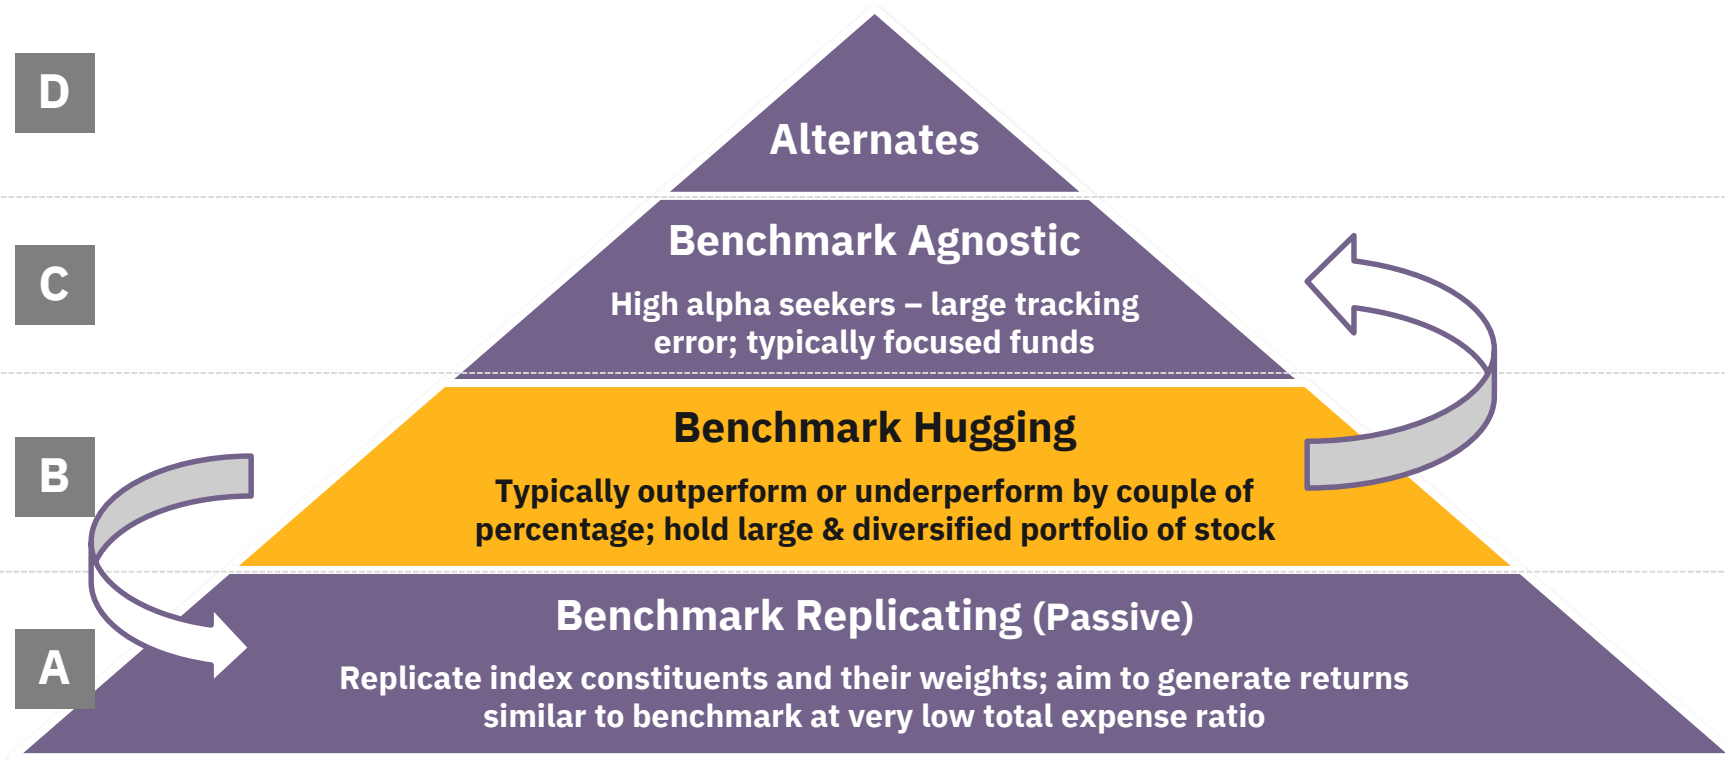 D
Alternates
C
Benchmark Agnostic
High alpha seekers – large tracking
error; typically focused funds
B
Benchmark Hugging
Typically outperform or underperform by couple of
percentage; hold large & diversified portfolio of stock
A
Benchmark Replicating (Passive)
Replicate index constituents and their weights; aim to generate returns
similar to benchmark at very low total expense ratio